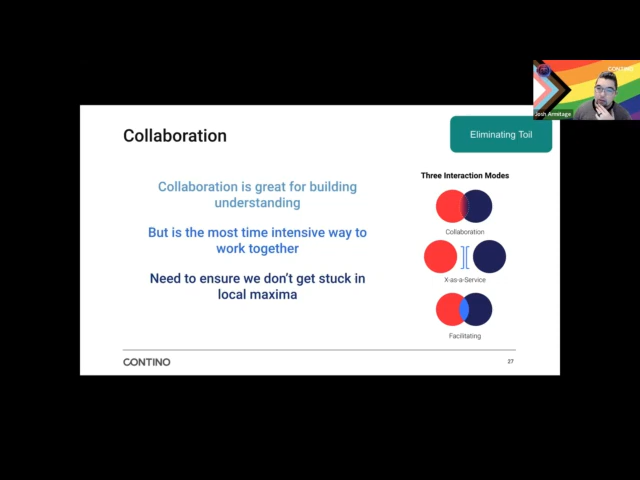 CONTINO
Josh Armitage
Collaboration
Eliminating Toil
Collaboration is great for building
understanding
But is the most time intensive way to
work together
Need to ensure we don't get stuck in
local maxima
Three Interaction Modes
Collaboration
X-as-a-Service
Facilitating
CONTINO
27